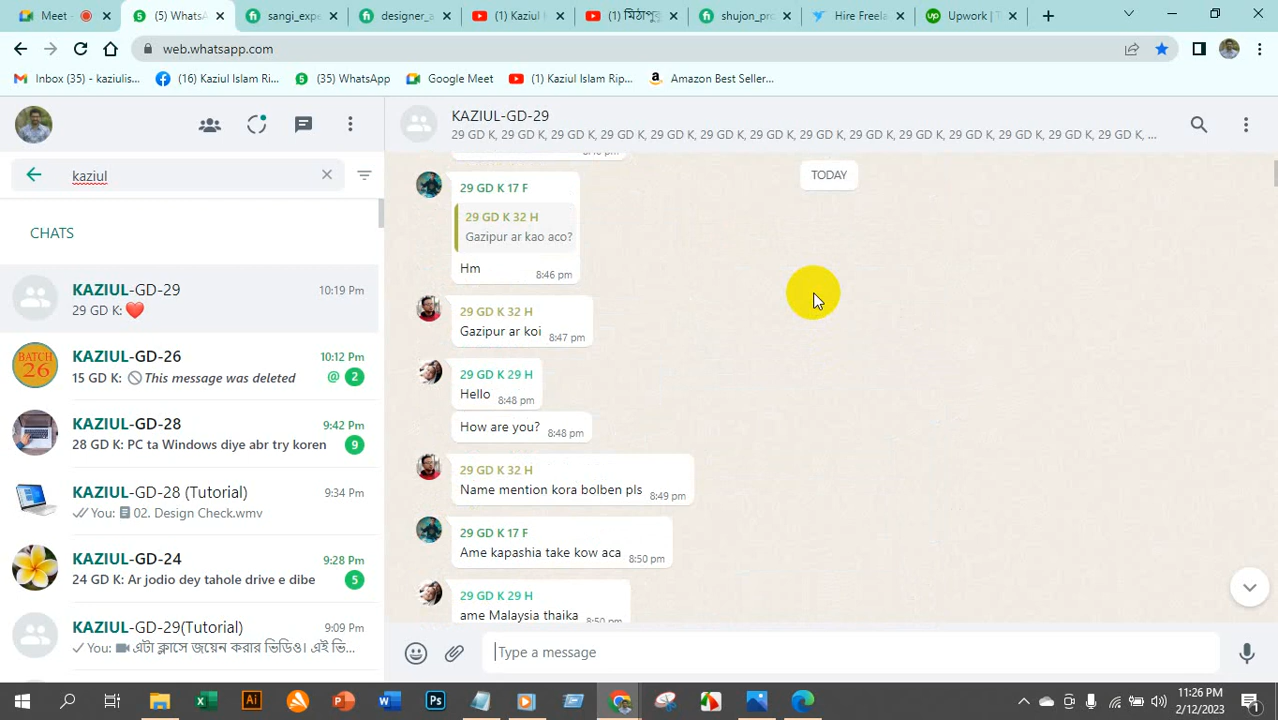 Meet -
(5) WhatsA
sangi_expe
designer_a
(1) Kaziul I
(1) মিঠাপুকু
shujon_pro
Hire Freela
Upwork | T
web.whatsapp.com
Inbox (35) - kaziulis...
(16) Kaziul Islam Ri...
(35) WhatsApp
Google Meet
(1) Kaziul Islam Rip...
Amazon Best Seller...
KAZIUL-GD-29
29 GD K, 29 GD K, 29 GD K, 29 GD K, 29 GD K, 29 GD K, 29 GD K, 29 GD K, 29 GD K, 29 GD K, 29 GD K, 29 GD K, 29 GD K, 29 GD K, ...
kaziul
CHATS
KAZIUL-GD-29
10:19 Pm
29 GD K: ❤️
KAZIUL-GD-26
10:12 Pm
15 GD K: This message was deleted
@ 2
KAZIUL-GD-28
9:42 Pm
28 GD K: PC ta Windows diye abr try koren
9
KAZIUL-GD-28 (Tutorial)
9:34 Pm
You: 02. Design Check.wmv
KAZIUL-GD-24
9:28 Pm
24 GD K: Ar jodio dey tahole drive e dibe
5
KAZIUL-GD-29(Tutorial)
9:09 Pm
You: এটা ক্লাসে জয়েন করার ভিডিও। এই ভি...
TODAY
29 GD K 17 F
29 GD K 32 H
Gazipur ar kao aco?
Hm
8:46 pm
29 GD K 32 H
Gazipur ar koi
8:47 pm
29 GD K 29 H
Hello
8:48 pm
How are you?
8:48 pm
29 GD K 32 H
Name mention kora bolben pls
8:49 pm
29 GD K 17 F
Ame kapashia take kow aca
8:50 pm
29 GD K 29 H
ame Malaysia thaika
8:50 pm
Type a message
11:26 PM
2/12/2023